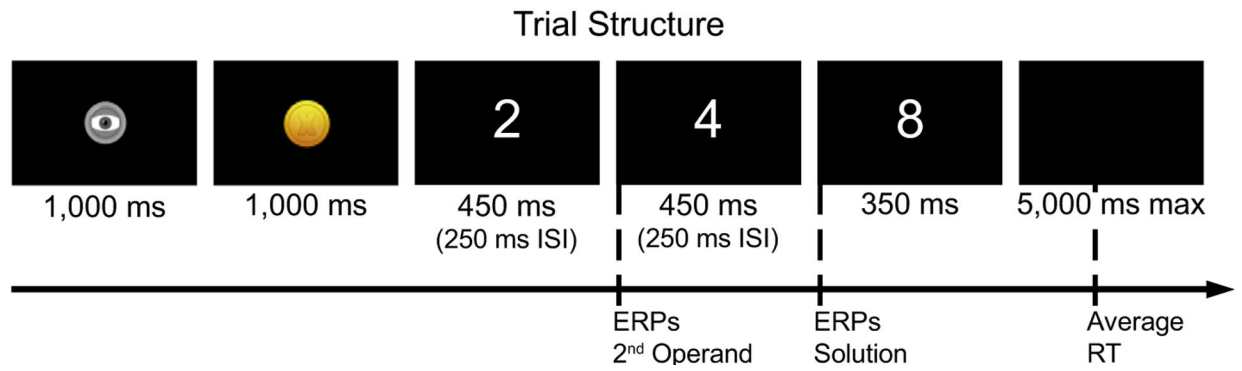 Trial Structure
X
2
4
8
1,000 ms
1,000 ms
450 ms
450 ms
350 ms
5,000 ms max
(250 ms ISI)
(250 ms ISI)
ERPs
2nd Operand
ERPs
Solution
Average
RT